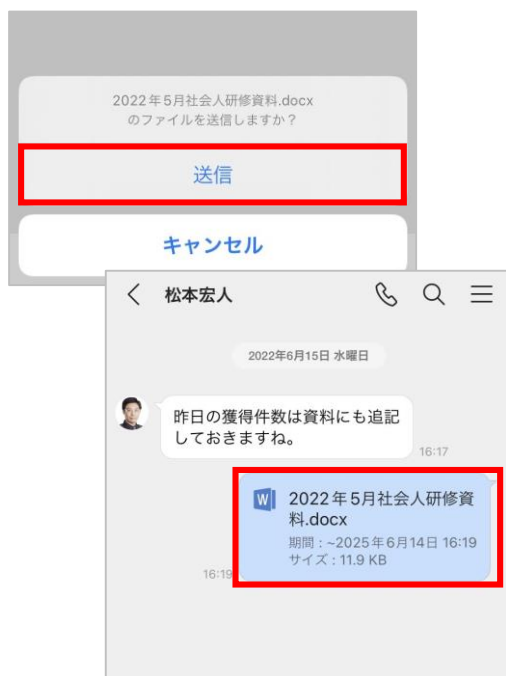 2022年5月社会人研修資料.docx
のファイルを送信しますか？
送信
キャンセル
松本宏人
2022年6月15日 水曜日
昨日の獲得件数は資料にも追記
しておきますね。
16:17
W
2022年5月社会人研修資
料.docx
期間：~2025年6月14日 16:19
サイズ：11.9 KB
16:19